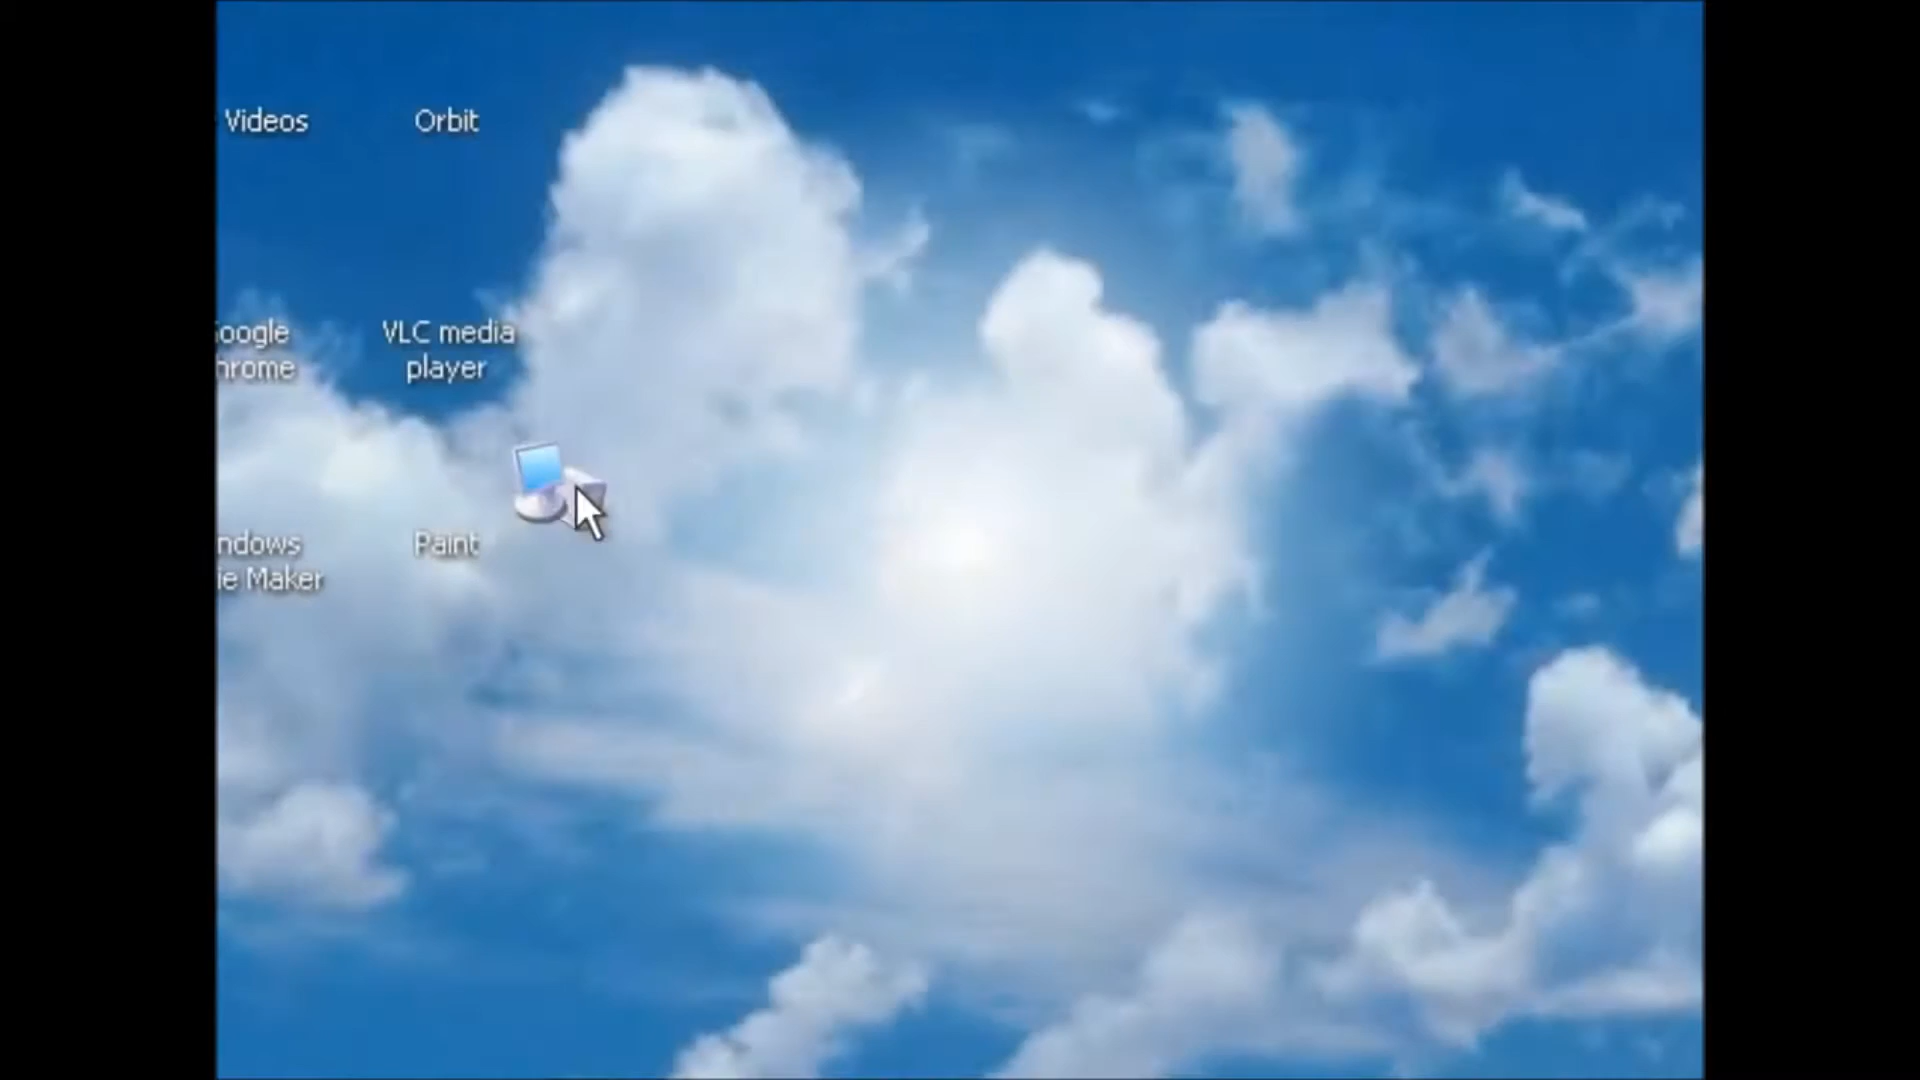 Videos
Orbit
oogle
hrome
VLC media
player
ndows
ie Maker
Paint